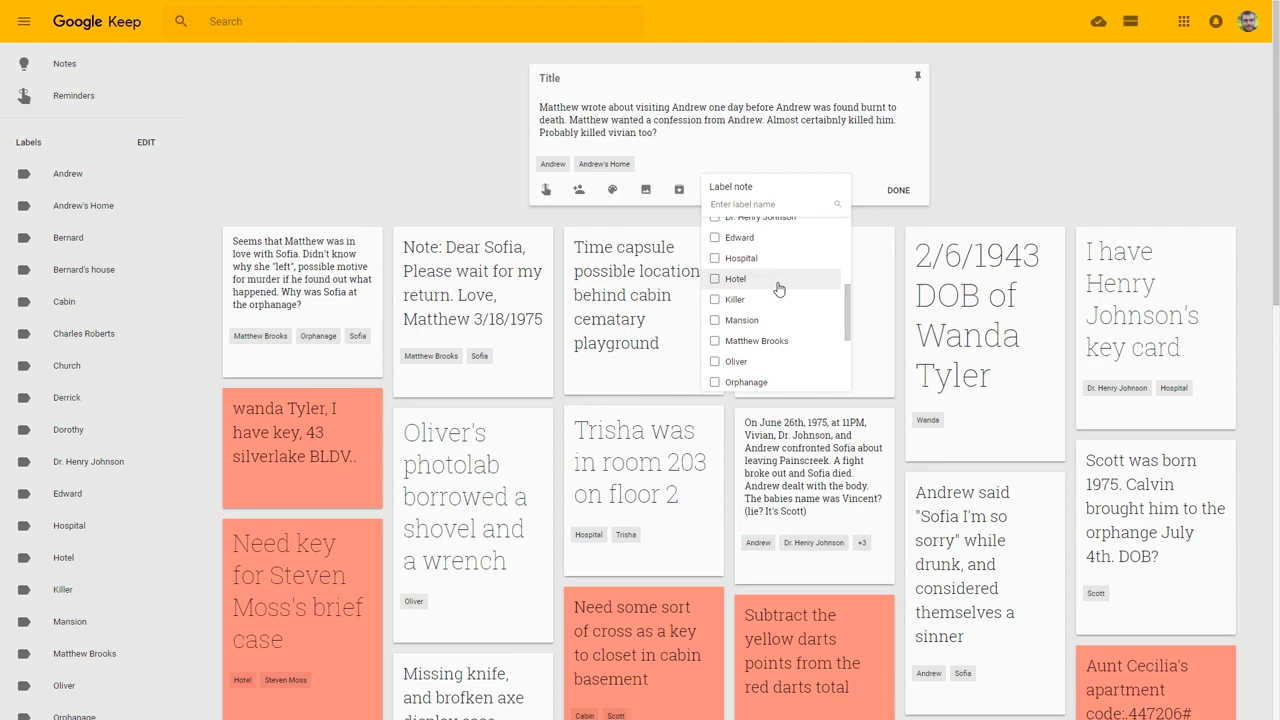 Google Keep
Search
Notes
Reminders
Labels
EDIT
Andrew
Andrew's Home
Bernard
Bernard's house
Cabin
Charles Roberts
Church
Derrick
Dorothy
Dr. Henry Johnson
Edward
Hospital
Hotel
Killer
Mansion
Matthew Brooks
Oliver
Orphanage
Title
Matthew wrote about visiting Andrew one day before Andrew was found burnt to
death. Matthew wanted a confession from Andrew. Almost certaibnly killed him.
Probably killed vivian too?
Andrew
Andrew's Home
DONE
Label note
Enter label name
Dr. Henry Johnson
Edward
Hospital
Hotel
Killer
Mansion
Matthew Brooks
Oliver
Orphanage
Seems that Matthew was in
love with Sofia. Didn't know
why she "left", possible motive
for murder if he found out what
happened. Why was Sofia at
the orphanage?
Matthew Brooks
Orphanage
Sofia
wanda Tyler, I
have key, 43
silverlake BLDV..
Need key
for Steven
Moss's brief
case
Hotel
Steven Moss
Note: Dear Sofia,
Please wait for my
return. Love,
Matthew 3/18/1975
Matthew Brooks
Sofia
Oliver's
photolab
borrowed a
shovel and
a wrench
Oliver
Missing knife,
and brofken axe
display case
Time capsule
possible location
behind cabin
cematary
playground
Trisha was
in room 203
on floor 2
Hospital
Trisha
Need some sort
of cross as a key
to closet in cabin
basement
Cabin
Scott
On June 26th, 1975, at 11PM,
Vivian, Dr. Johnson, and
Andrew confronted Sofia about
leaving Painscreek. A fight
broke out and Sofia died.
Andrew dealt with the body.
The babies name was Vincent?
(lie? It's Scott)
Andrew
Dr. Henry Johnson
+3
Subtract the
yellow darts
points from the
red darts total
2/6/1943
DOB of
Wanda
Tyler
Wanda
Andrew said
"Sofia I'm so
sorry" while
drunk, and
considered
themselves a
sinner
Andrew
Sofia
I have
Henry
Johnson's
key card
Dr. Henry Johnson
Hospital
Scott was born
1975. Calvin
brought him to the
orphange July
4th. DOB?
Scott
Aunt Cecilia's
apartment
code: 447206#